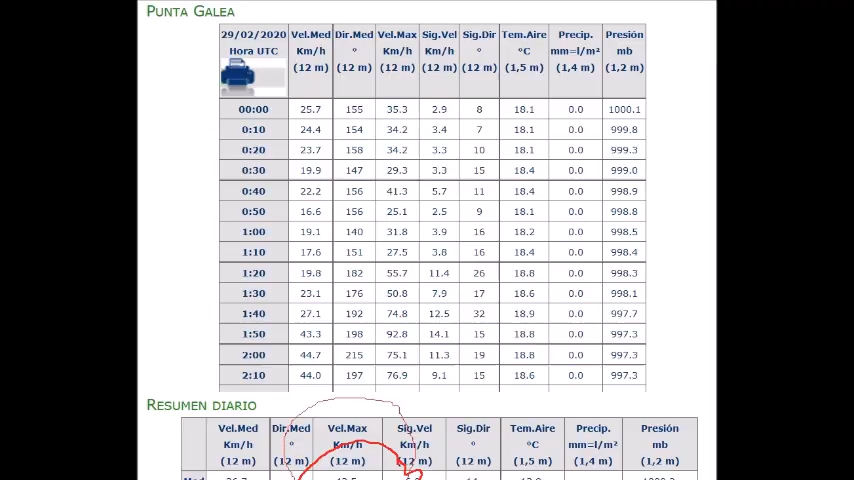 PUNTA GALEA
29/02/2020 Vel.Med Dir.Med Vel.Max Sig.Vel Sig.Dir Tem.Aire Precip. Presión
Hora UTC Km/h ° Km/h Km/h ° °C mm=l/m² mb
(12 m) (12 m) (12 m) (12 m) (12 m) (1,5 m) (1,4 m) (1,2 m)
00:00 25.7 155 35.3 2.9 8 18.1 0.0 1000.1
0:10 24.4 154 34.2 3.4 7 18.1 0.0 999.8
0:20 23.7 158 34.2 3.3 10 18.1 0.0 999.3
0:30 19.9 147 29.3 3.3 15 18.4 0.0 999.0
0:40 22.2 156 41.3 5.7 11 18.4 0.0 998.9
0:50 16.6 156 25.1 2.5 9 18.1 0.0 998.8
1:00 19.1 140 31.8 3.9 16 18.2 0.0 998.5
1:10 17.6 151 27.5 3.8 16 18.4 0.0 998.4
1:20 19.8 182 55.7 11.4 26 18.8 0.0 998.3
1:30 23.1 176 50.8 7.9 17 18.6 0.0 998.1
1:40 27.1 192 74.8 12.5 32 18.9 0.0 997.7
1:50 43.3 198 92.8 14.1 15 18.8 0.0 997.3
2:00 44.7 215 75.1 11.3 19 18.8 0.0 997.3
2:10 44.0 197 76.9 9.1 15 18.6 0.0 997.3
RESUMEN DIARIO
Vel.Med Dir.Med Vel.Max Sig.Vel Sig.Dir Tem.Aire Precip. Presión
Km/h ° Km/h Km/h ° °C mm=l/m² mb
(12 m) (12 m) (12 m) (12 m) (12 m) (1,5 m) (1,4 m) (1,2 m)